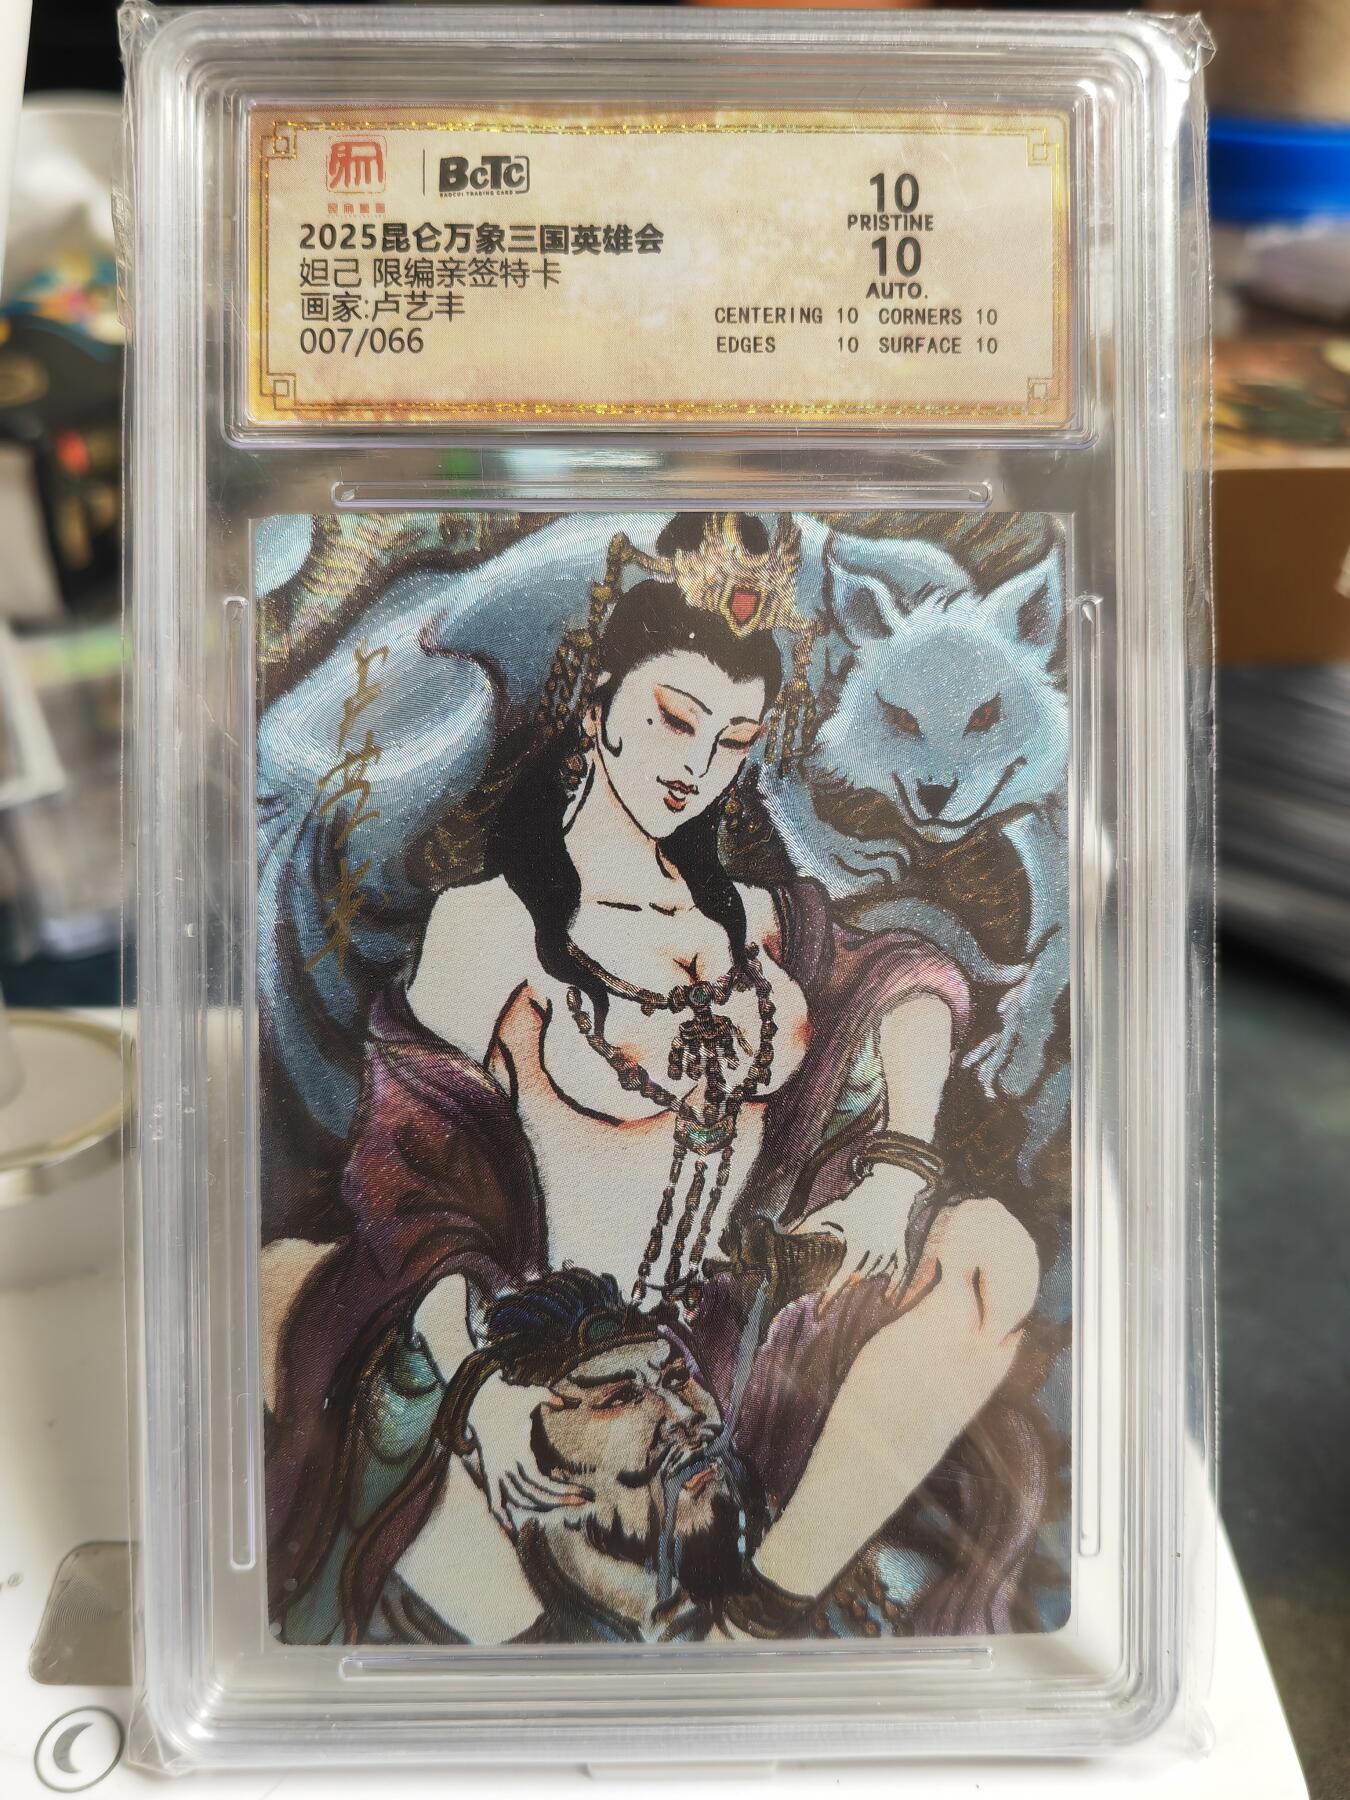 BCTC
BAOCUI TRADING CARD
2025昆仑万象三国英雄会
妲己 限编亲签特卡
画家:卢艺丰
007/066
10
PRISTINE
10
AUTO.
CENTERING 10 CORNERS 10
EDGES 10 SURFACE 10